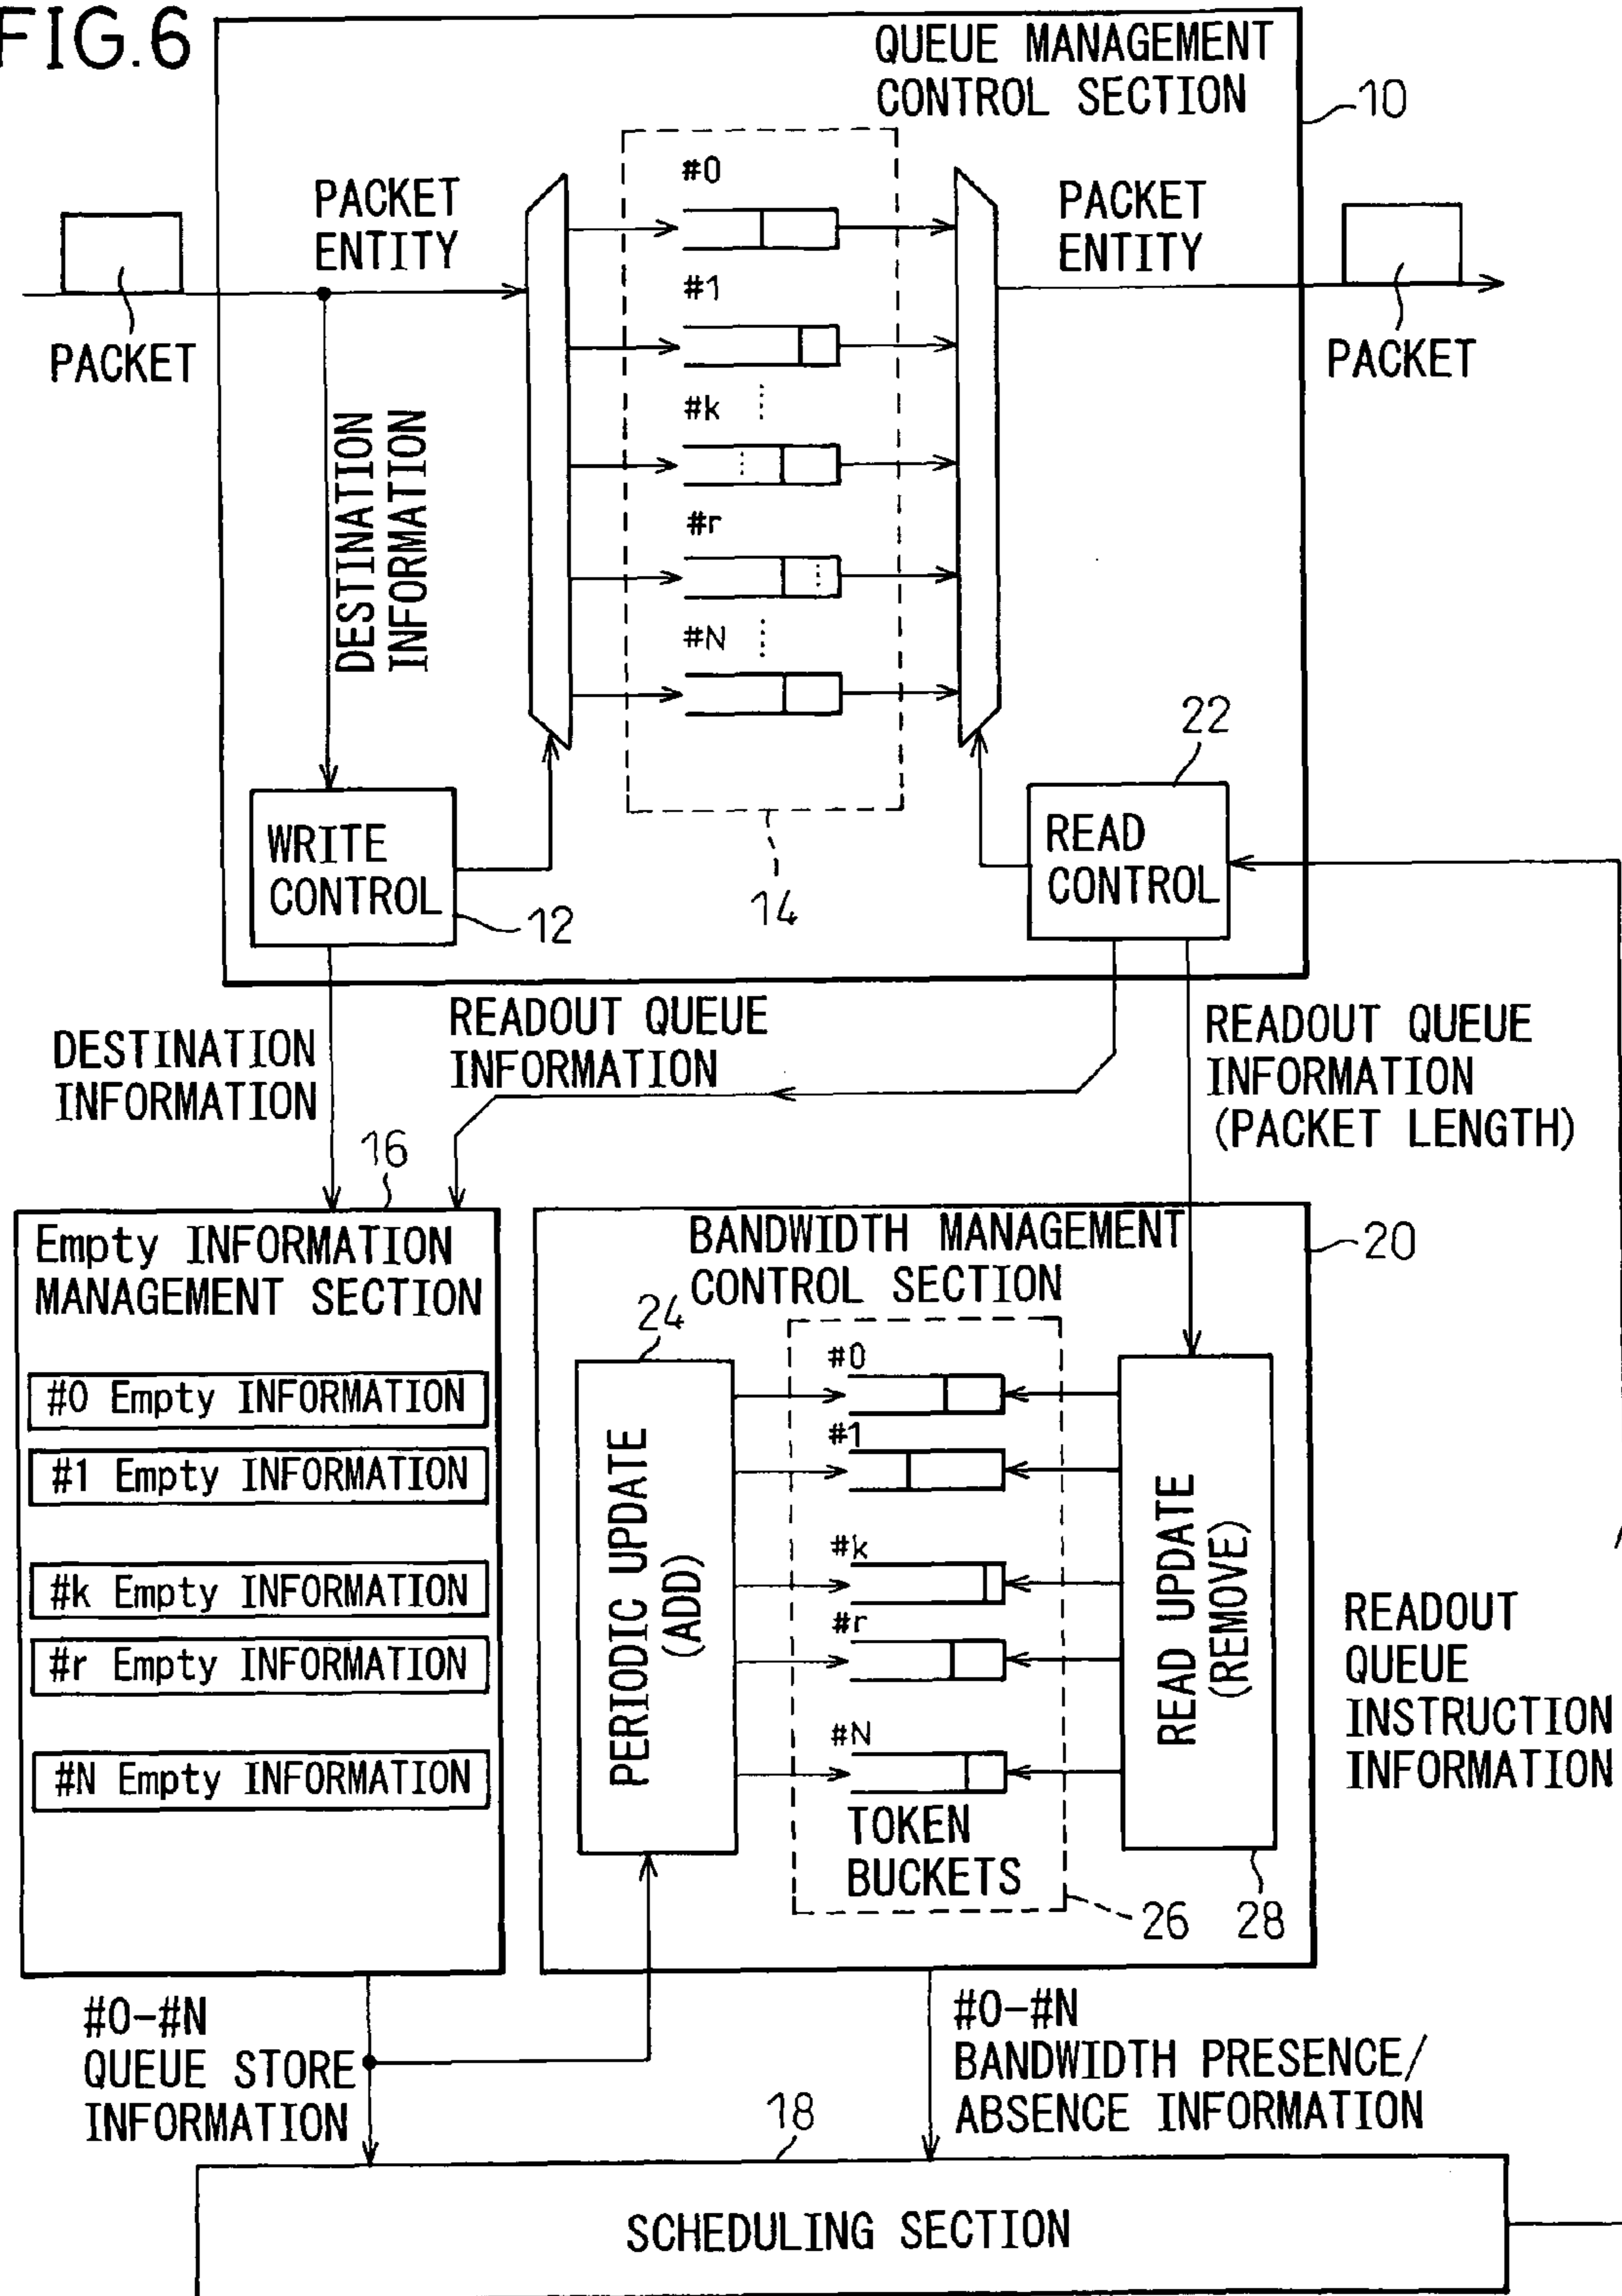 FIG.6
QUEUE MANAGEMENT
CONTROL SECTION
10
PACKET
ENTITY
PACKET
DESTINATION
INFORMATION
#0
#1
#k
#r
#N
14
PACKET
ENTITY
PACKET
WRITE
CONTROL
12
22
READ
CONTROL
DESTINATION
INFORMATION
READOUT QUEUE
INFORMATION
READOUT QUEUE
INFORMATION
(PACKET LENGTH)
16
Empty INFORMATION
MANAGEMENT SECTION
#0 Empty INFORMATION
#1 Empty INFORMATION
#k Empty INFORMATION
#r Empty INFORMATION
#N Empty INFORMATION
BANDWIDTH MANAGEMENT
CONTROL SECTION
20
24
PERIODIC UPDATE
(ADD)
#0
#1
#k
#r
#N
TOKEN
BUCKETS
26
READ UPDATE
(REMOVE)
28
READOUT
QUEUE
INSTRUCTION
INFORMATION
#0-#N
QUEUE STORE
INFORMATION
#0-#N
BANDWIDTH PRESENCE/
ABSENCE INFORMATION
18
SCHEDULING SECTION